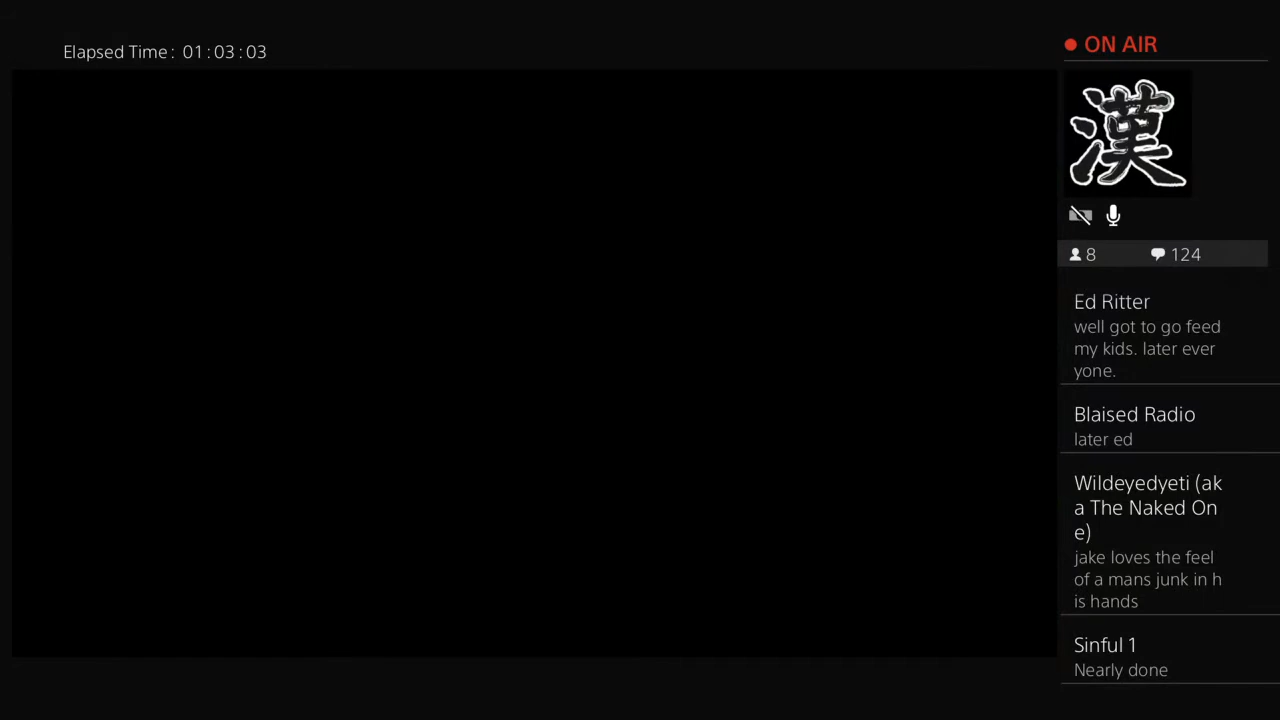 Elapsed Time: 01:03:03
ON AIR
漢
8
124
Ed Ritter
well got to go feed
my kids. later ever
yone.
Blaised Radio
later ed
Wildeyedyeti (ak
a The Naked On
e)
jake loves the feel
of a mans junk in h
is hands
Sinful 1
Nearly done